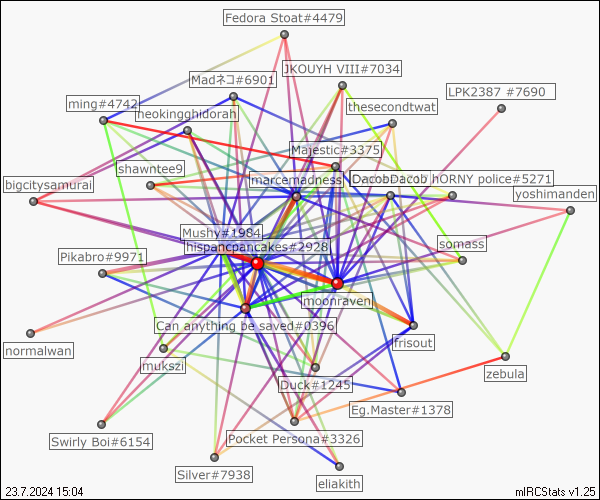 Fedora Stoat#4479
JKOUYH VIII#7034
Madネコ#6901
LPK2387 #7690
ming#4742
thesecondtwat
theokingghidorah
Majestic#3375
shawntee9
marcemadness
DacobDacob
hORNY police#5271
bigcitysamurai
yoshimanden
Mushy#1984
hispanicpancakes#2928
somass
Pikabro#9971
moonraven
Can anything be saved#0396
frisout
normalwan
mukszi
zebula
Duck#1245
Eg.Master#1378
Swirly Boi#6154
Pocket Persona#3326
Silver#7938
eliakith
23.7.2024 15:04
mIRCStats v1.25